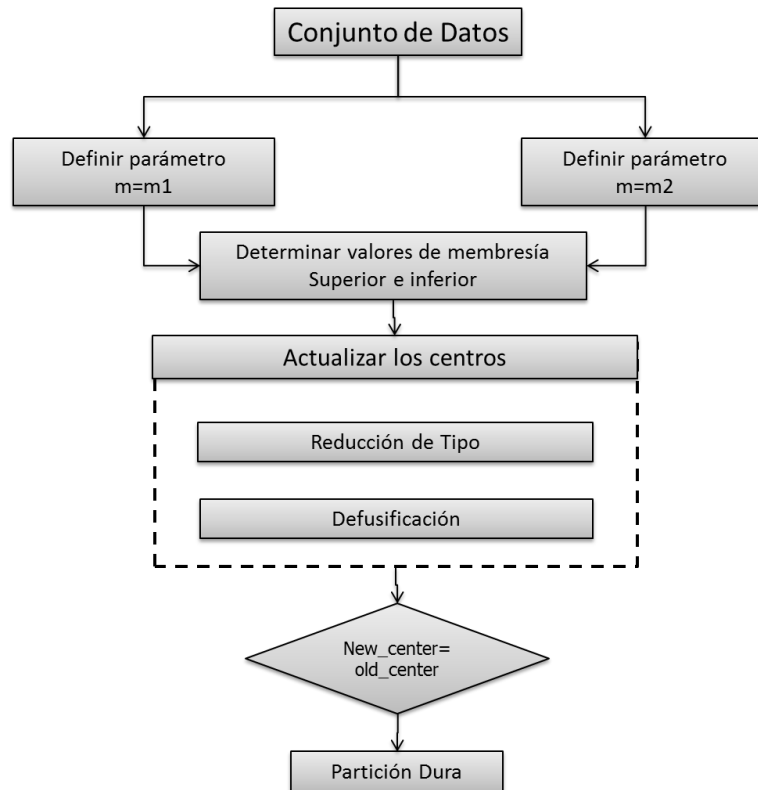 Conjunto de Datos
Definir parámetro
m=m1
Definir parámetro
m=m2
Determinar valores de membresía
Superior e inferior
Actualizar los centros
Reducción de Tipo
Defusificación
New_center=
old_center
Partición Dura